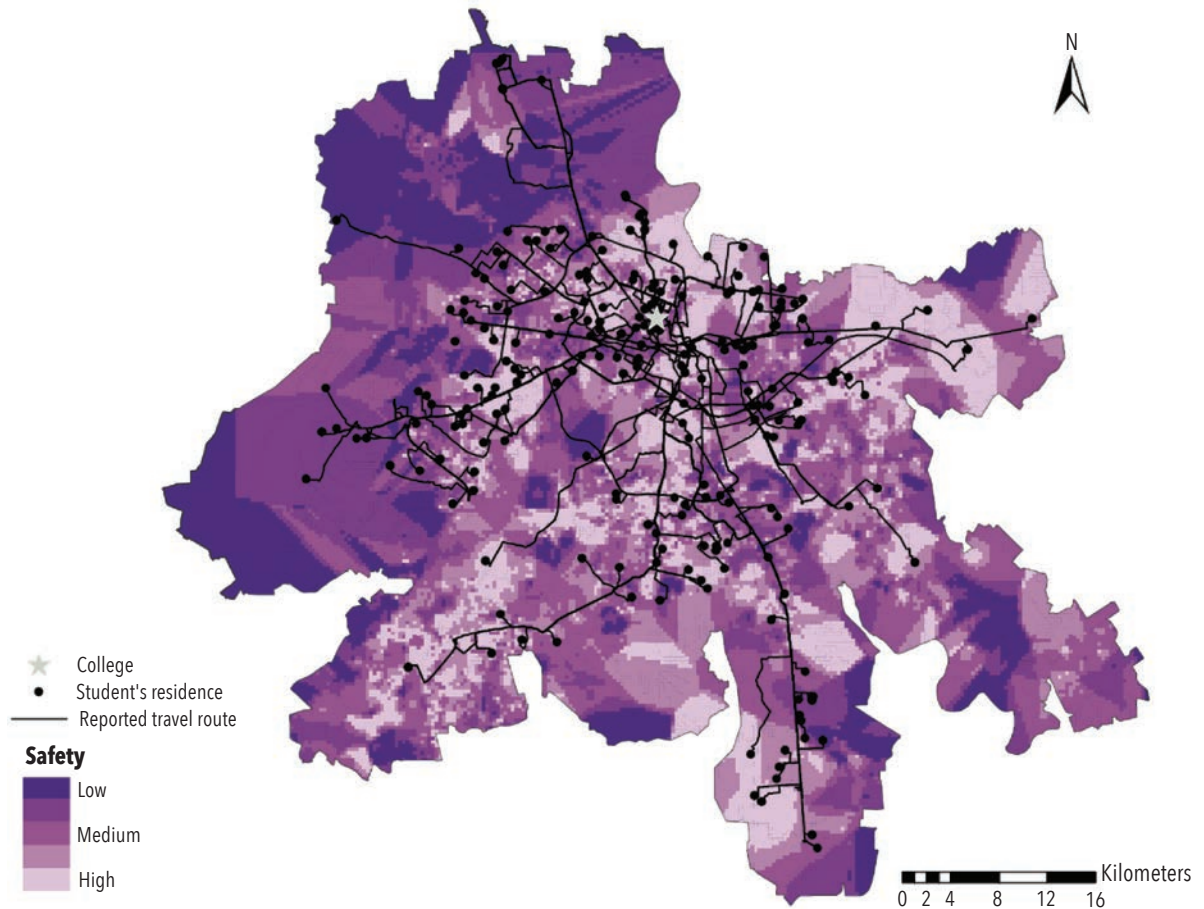 N
College
Student's residence
Reported travel route
Safety
Low
Medium
High
Kilometers
0 2 4 8 12 16